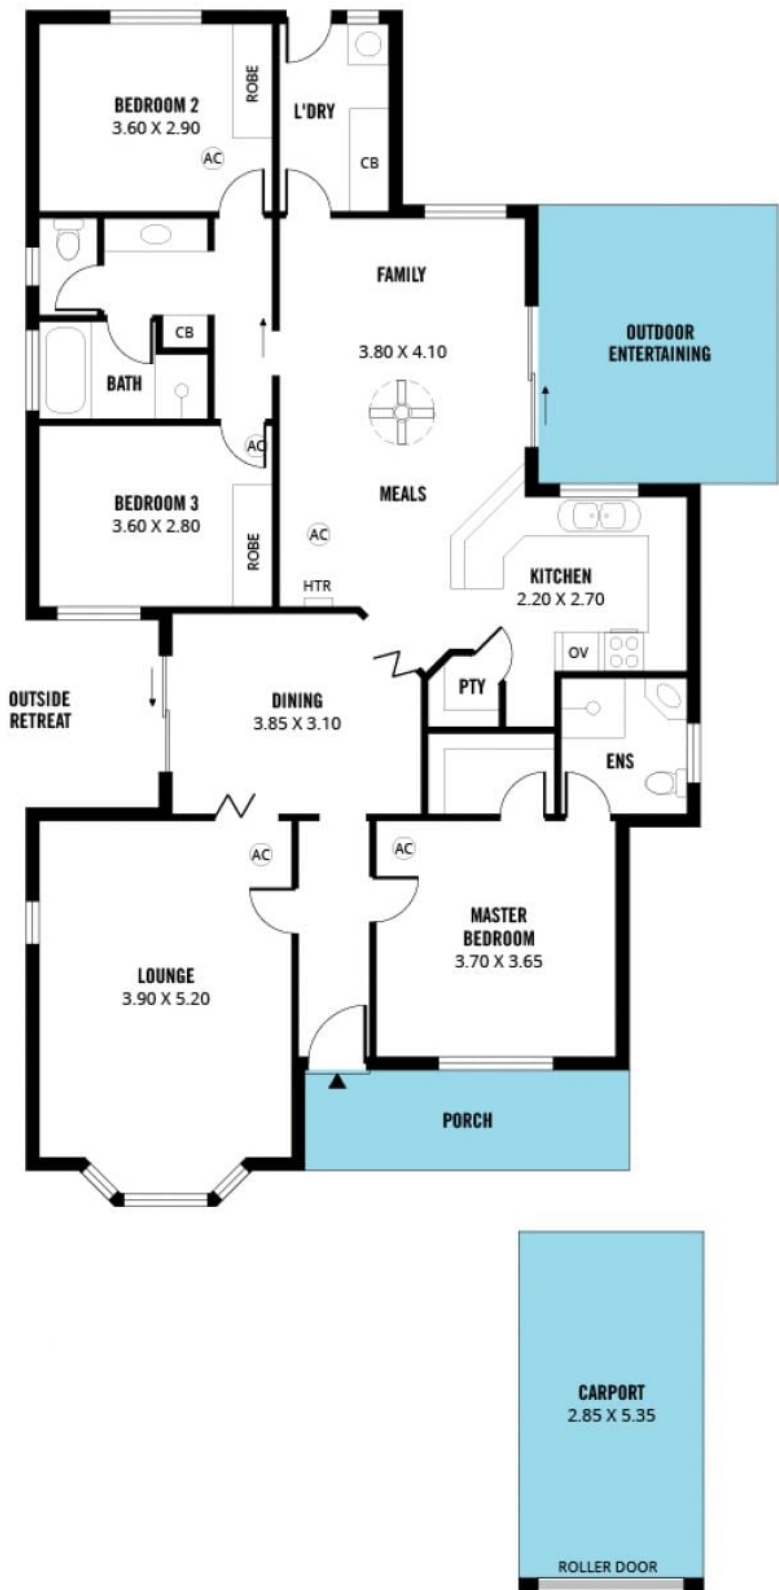 BEDROOM 2
3.60 X 2.90
ROBE
AC
L'DRY
CB
FAMILY
3.80 X 4.10
OUTDOOR
ENTERTAINING
CB
BATH
AC
BEDROOM 3
3.60 X 2.80
ROBE
MEALS
AC
HTR
KITCHEN
2.20 X 2.70
OV
PTY
OUTSIDE
RETREAT
DINING
3.85 X 3.10
ENS
AC
AC
MASTER
BEDROOM
3.70 X 3.65
LOUNGE
3.90 X 5.20
PORCH
CARPORT
2.85 X 5.35
ROLLER DOOR